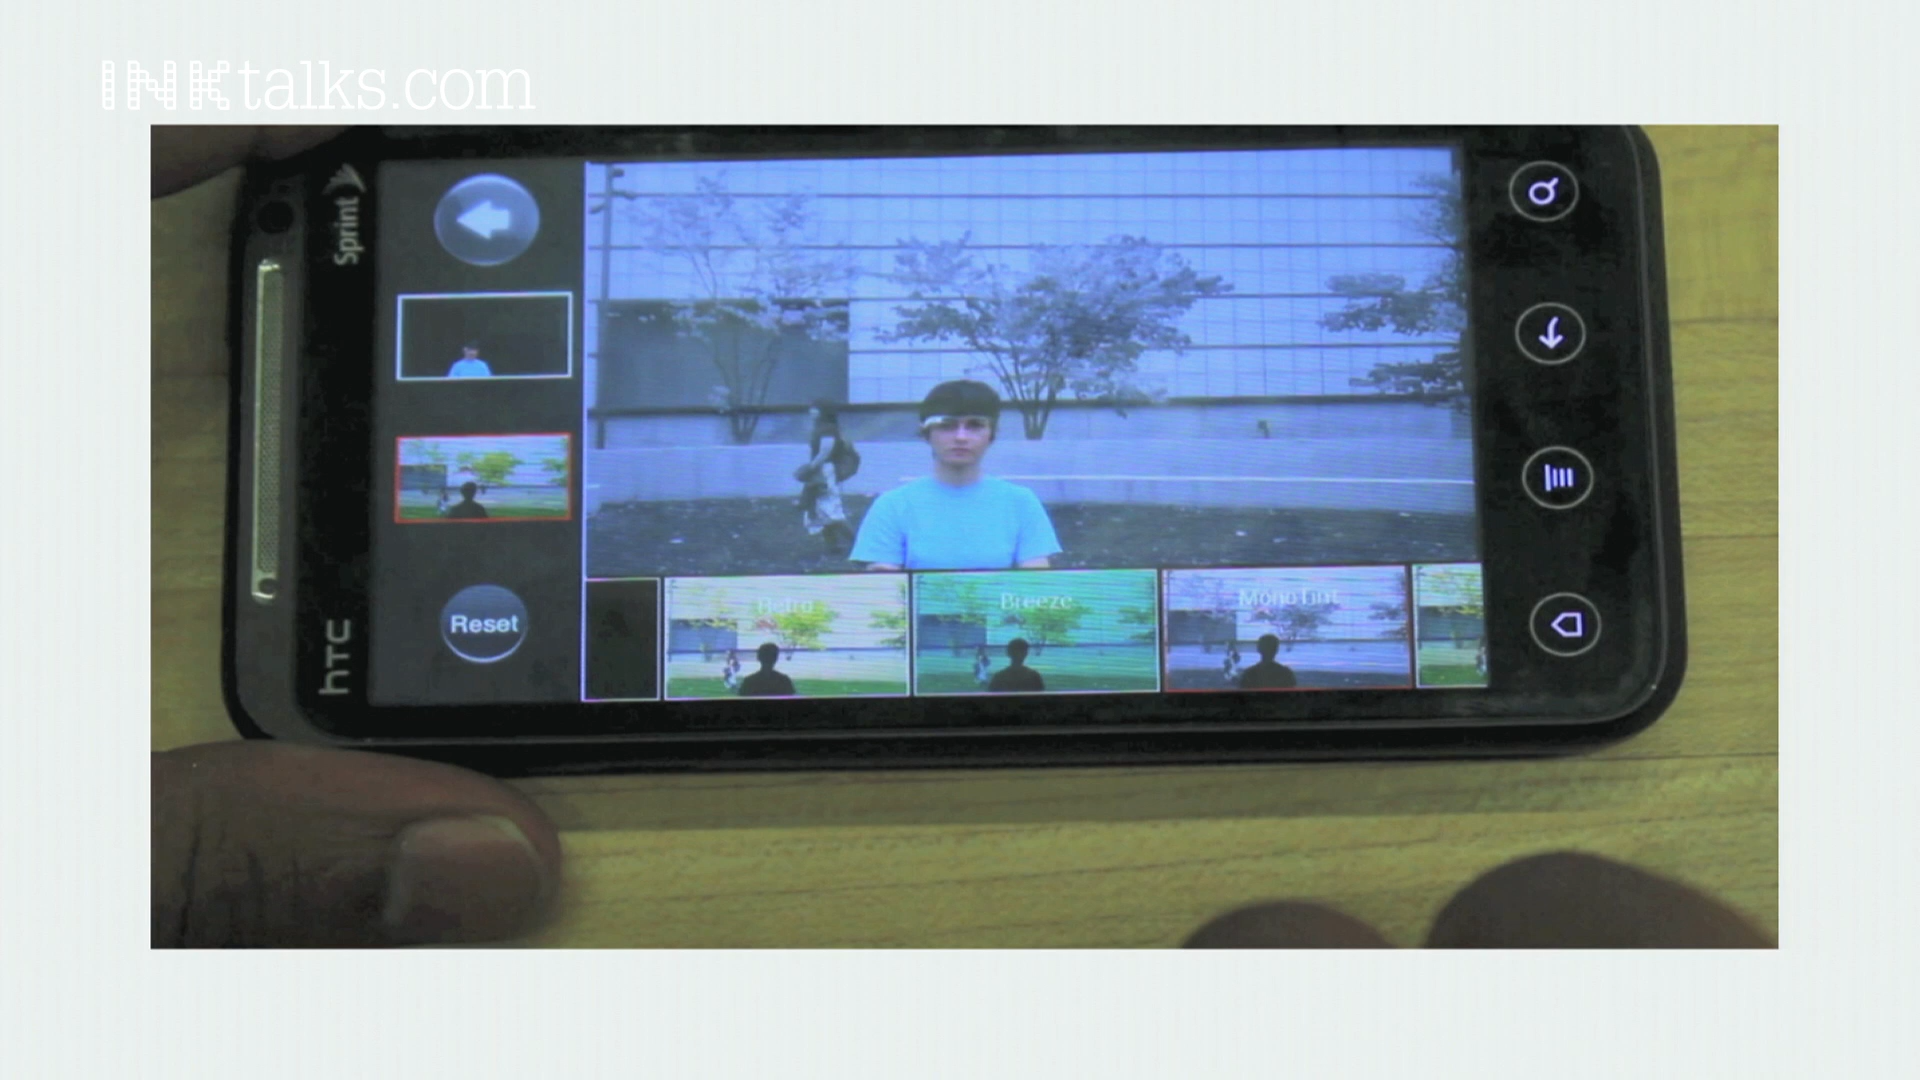 INKtalks.com
Sprint
Reset
hTC
Retro
Breeze
MonoTint